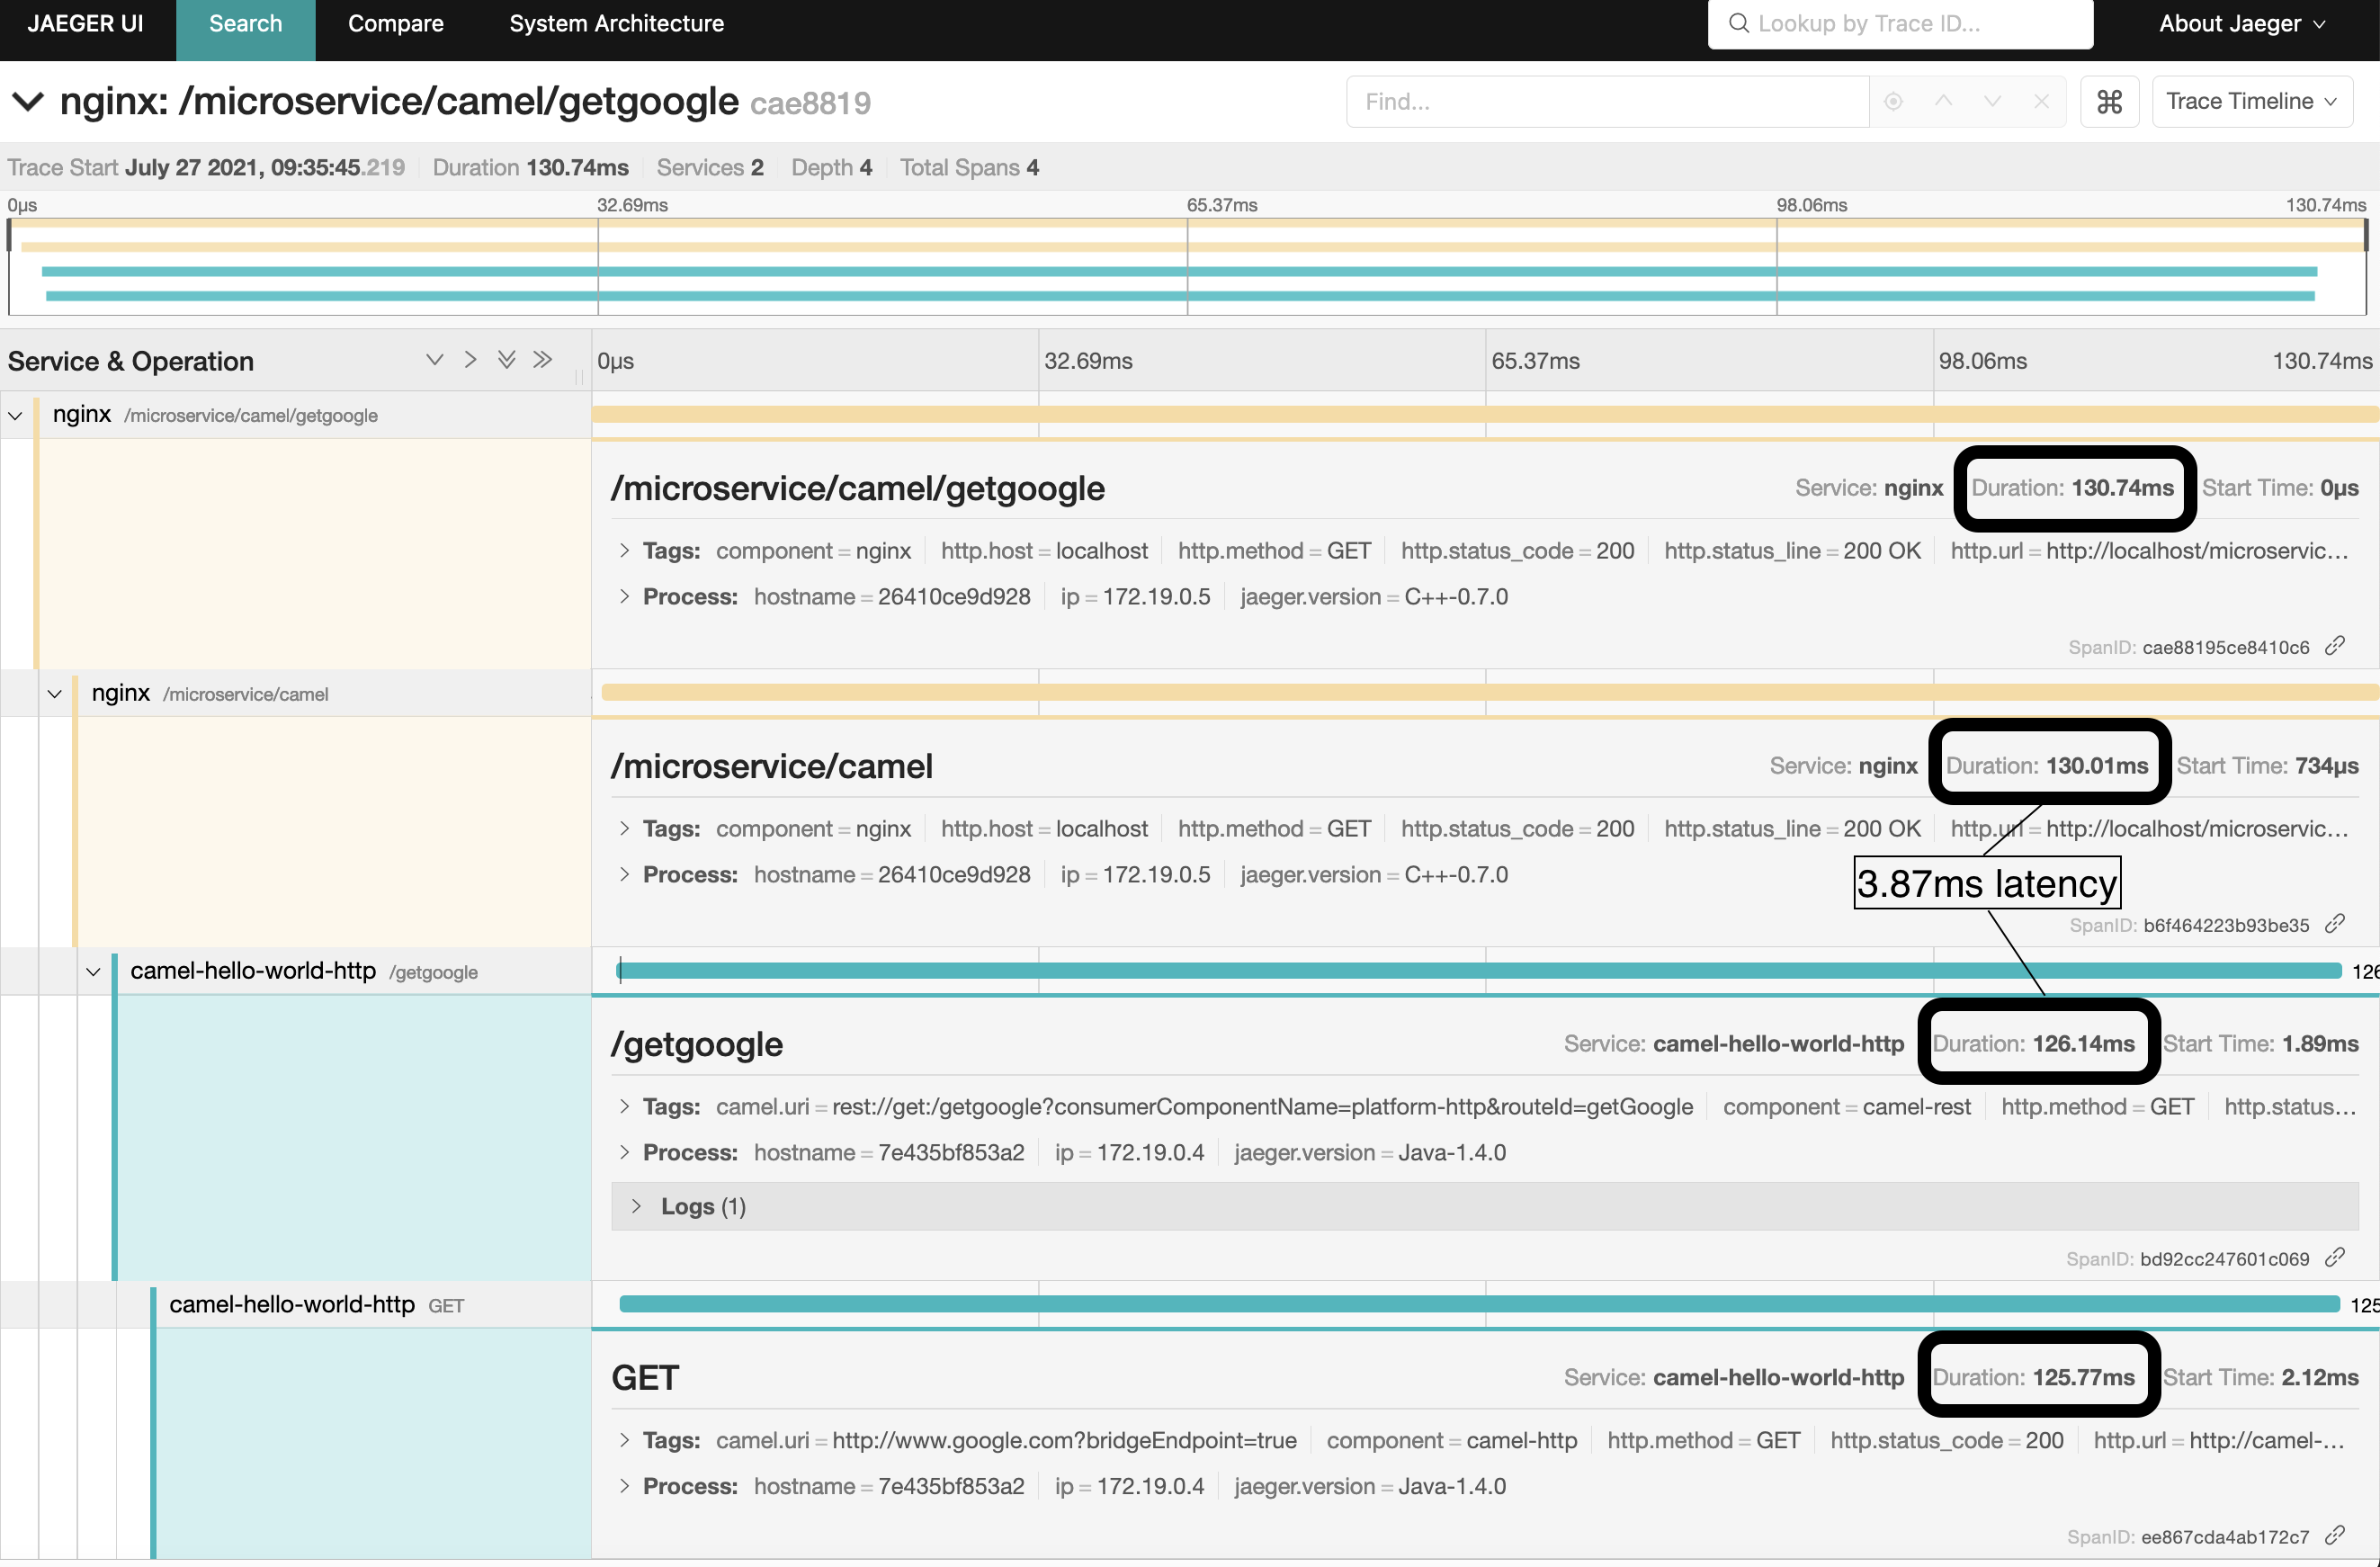 JAEGER UI Search Compare System Architecture Lookup by Trace ID... About Jaeger
nginx: /microservice/camel/getgoogle cae8819 Find... Trace Timeline
Trace Start July 27 2021, 09:35:45.219 Duration 130.74ms Services 2 Depth 4 Total Spans 4
0μs 32.69ms 65.37ms 98.06ms 130.74ms
Service & Operation 0μs 32.69ms 65.37ms 98.06ms 130.74ms
nginx /microservice/camel/getgoogle
/microservice/camel/getgoogle Service: nginx Duration: 130.74ms Start Time: 0μs
Tags: component = nginx http.host = localhost http.method = GET http.status_code = 200 http.status_line = 200 OK http.url = http://localhost/microservic...
Process: hostname = 26410ce9d928 ip = 172.19.0.5 jaeger.version = C++-0.7.0
SpanID: cae88195ce8410c6
nginx /microservice/camel
/microservice/camel Service: nginx Duration: 130.01ms Start Time: 734μs
Tags: component = nginx http.host = localhost http.method = GET http.status_code = 200 http.status_line = 200 OK http.url = http://localhost/microservic...
Process: hostname = 26410ce9d928 ip = 172.19.0.5 jaeger.version = C++-0.7.0
3.87ms latency
SpanID: b6f464223b93be35
camel-hello-world-http /getgoogle 126
/getgoogle Service: camel-hello-world-http Duration: 126.14ms Start Time: 1.89ms
Tags: camel.uri = rest://get:/getgoogle?consumerComponentName=platform-http&routeId=getGoogle component = camel-rest http.method = GET http.status...
Process: hostname = 7e435bf853a2 ip = 172.19.0.4 jaeger.version = Java-1.4.0
Logs (1)
SpanID: bd92cc247601c069
camel-hello-world-http GET 125
GET Service: camel-hello-world-http Duration: 125.77ms Start Time: 2.12ms
Tags: camel.uri = http://www.google.com?bridgeEndpoint=true component = camel-http http.method = GET http.status_code = 200 http.url = http://camel-...
Process: hostname = 7e435bf853a2 ip = 172.19.0.4 jaeger.version = Java-1.4.0
SpanID: ee867cda4ab172c7